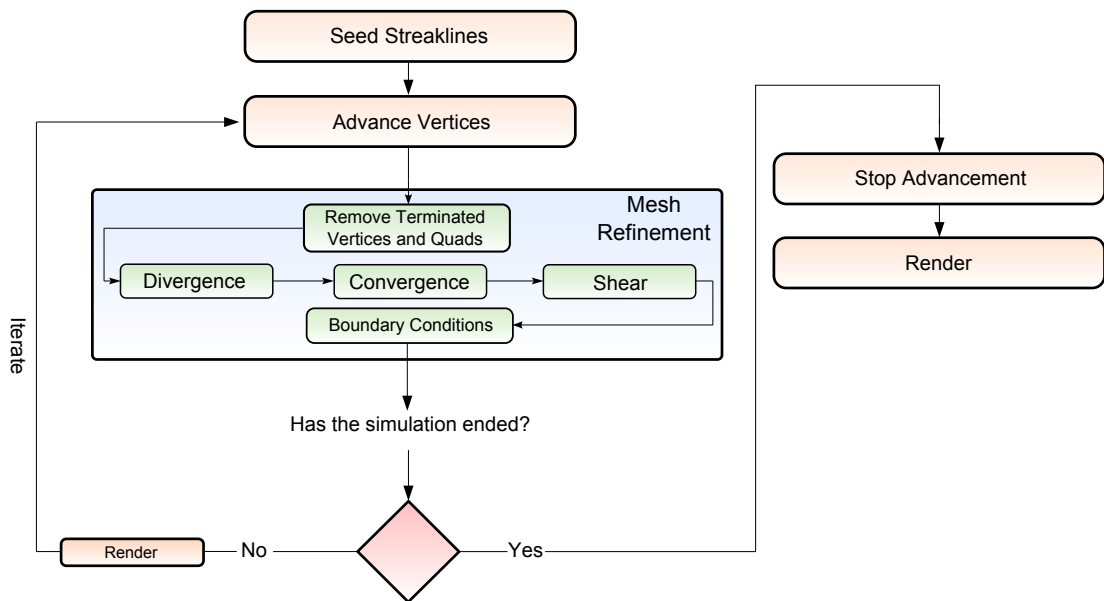 Seed Streaklines
Advance Vertices
Mesh
Refinement
Remove Terminated
Vertices and Quads
Divergence
Convergence
Shear
Boundary Conditions
Iterate
Has the simulation ended?
Render
No
Yes
Stop Advancement
Render